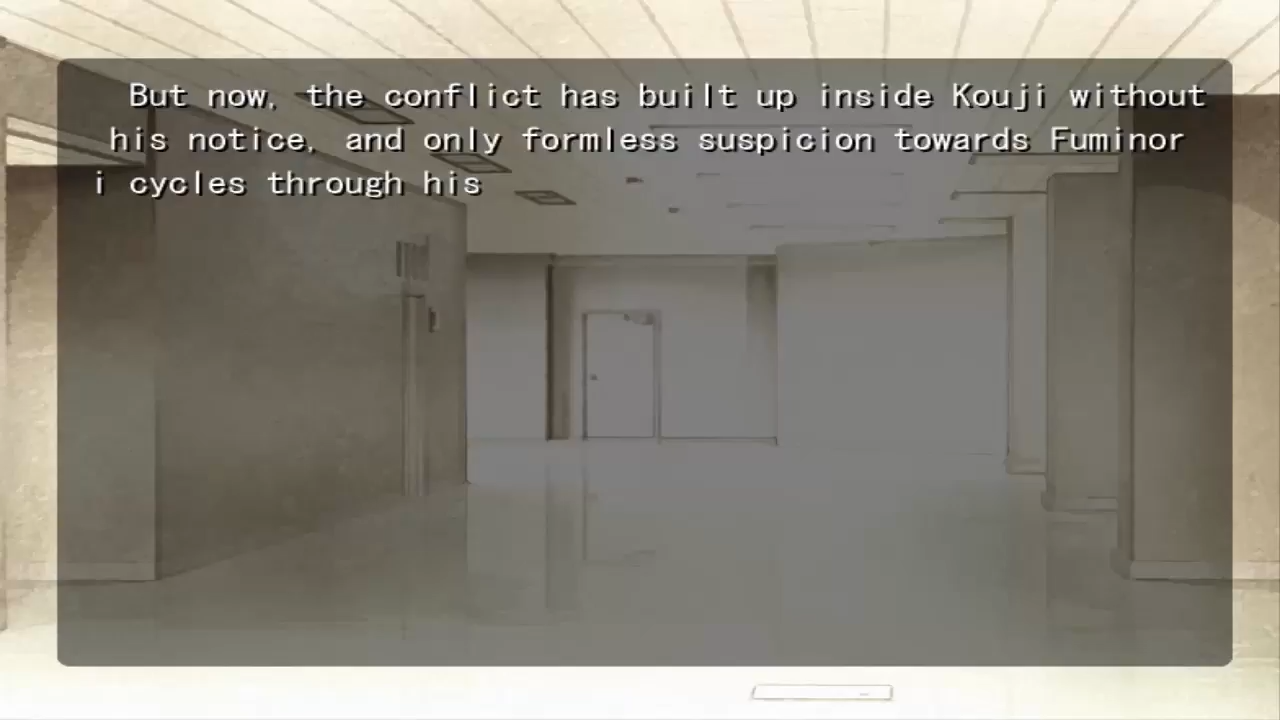 But now, the conflict has built up inside Kouji without
his notice, and only formless suspicion towards Fuminor
i cycles through his